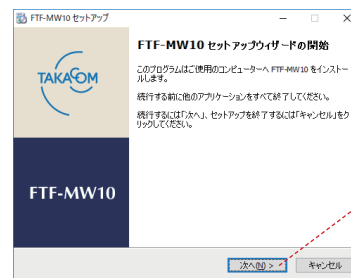 FTF-MW10 セットアップ
FTF-MW10 セットアップウィザードの開始
このプログラムはご使用のコンピューターへ FTF-MW10 をインストー
ルします。
続行する前に他のアプリケーションをすべて終了してください。
続行するには「次へ」、セットアップを終了するには「キャンセル」をク
リックしてください。
TAKACOM
FTF-MW10
次へ(N) >
キャンセル